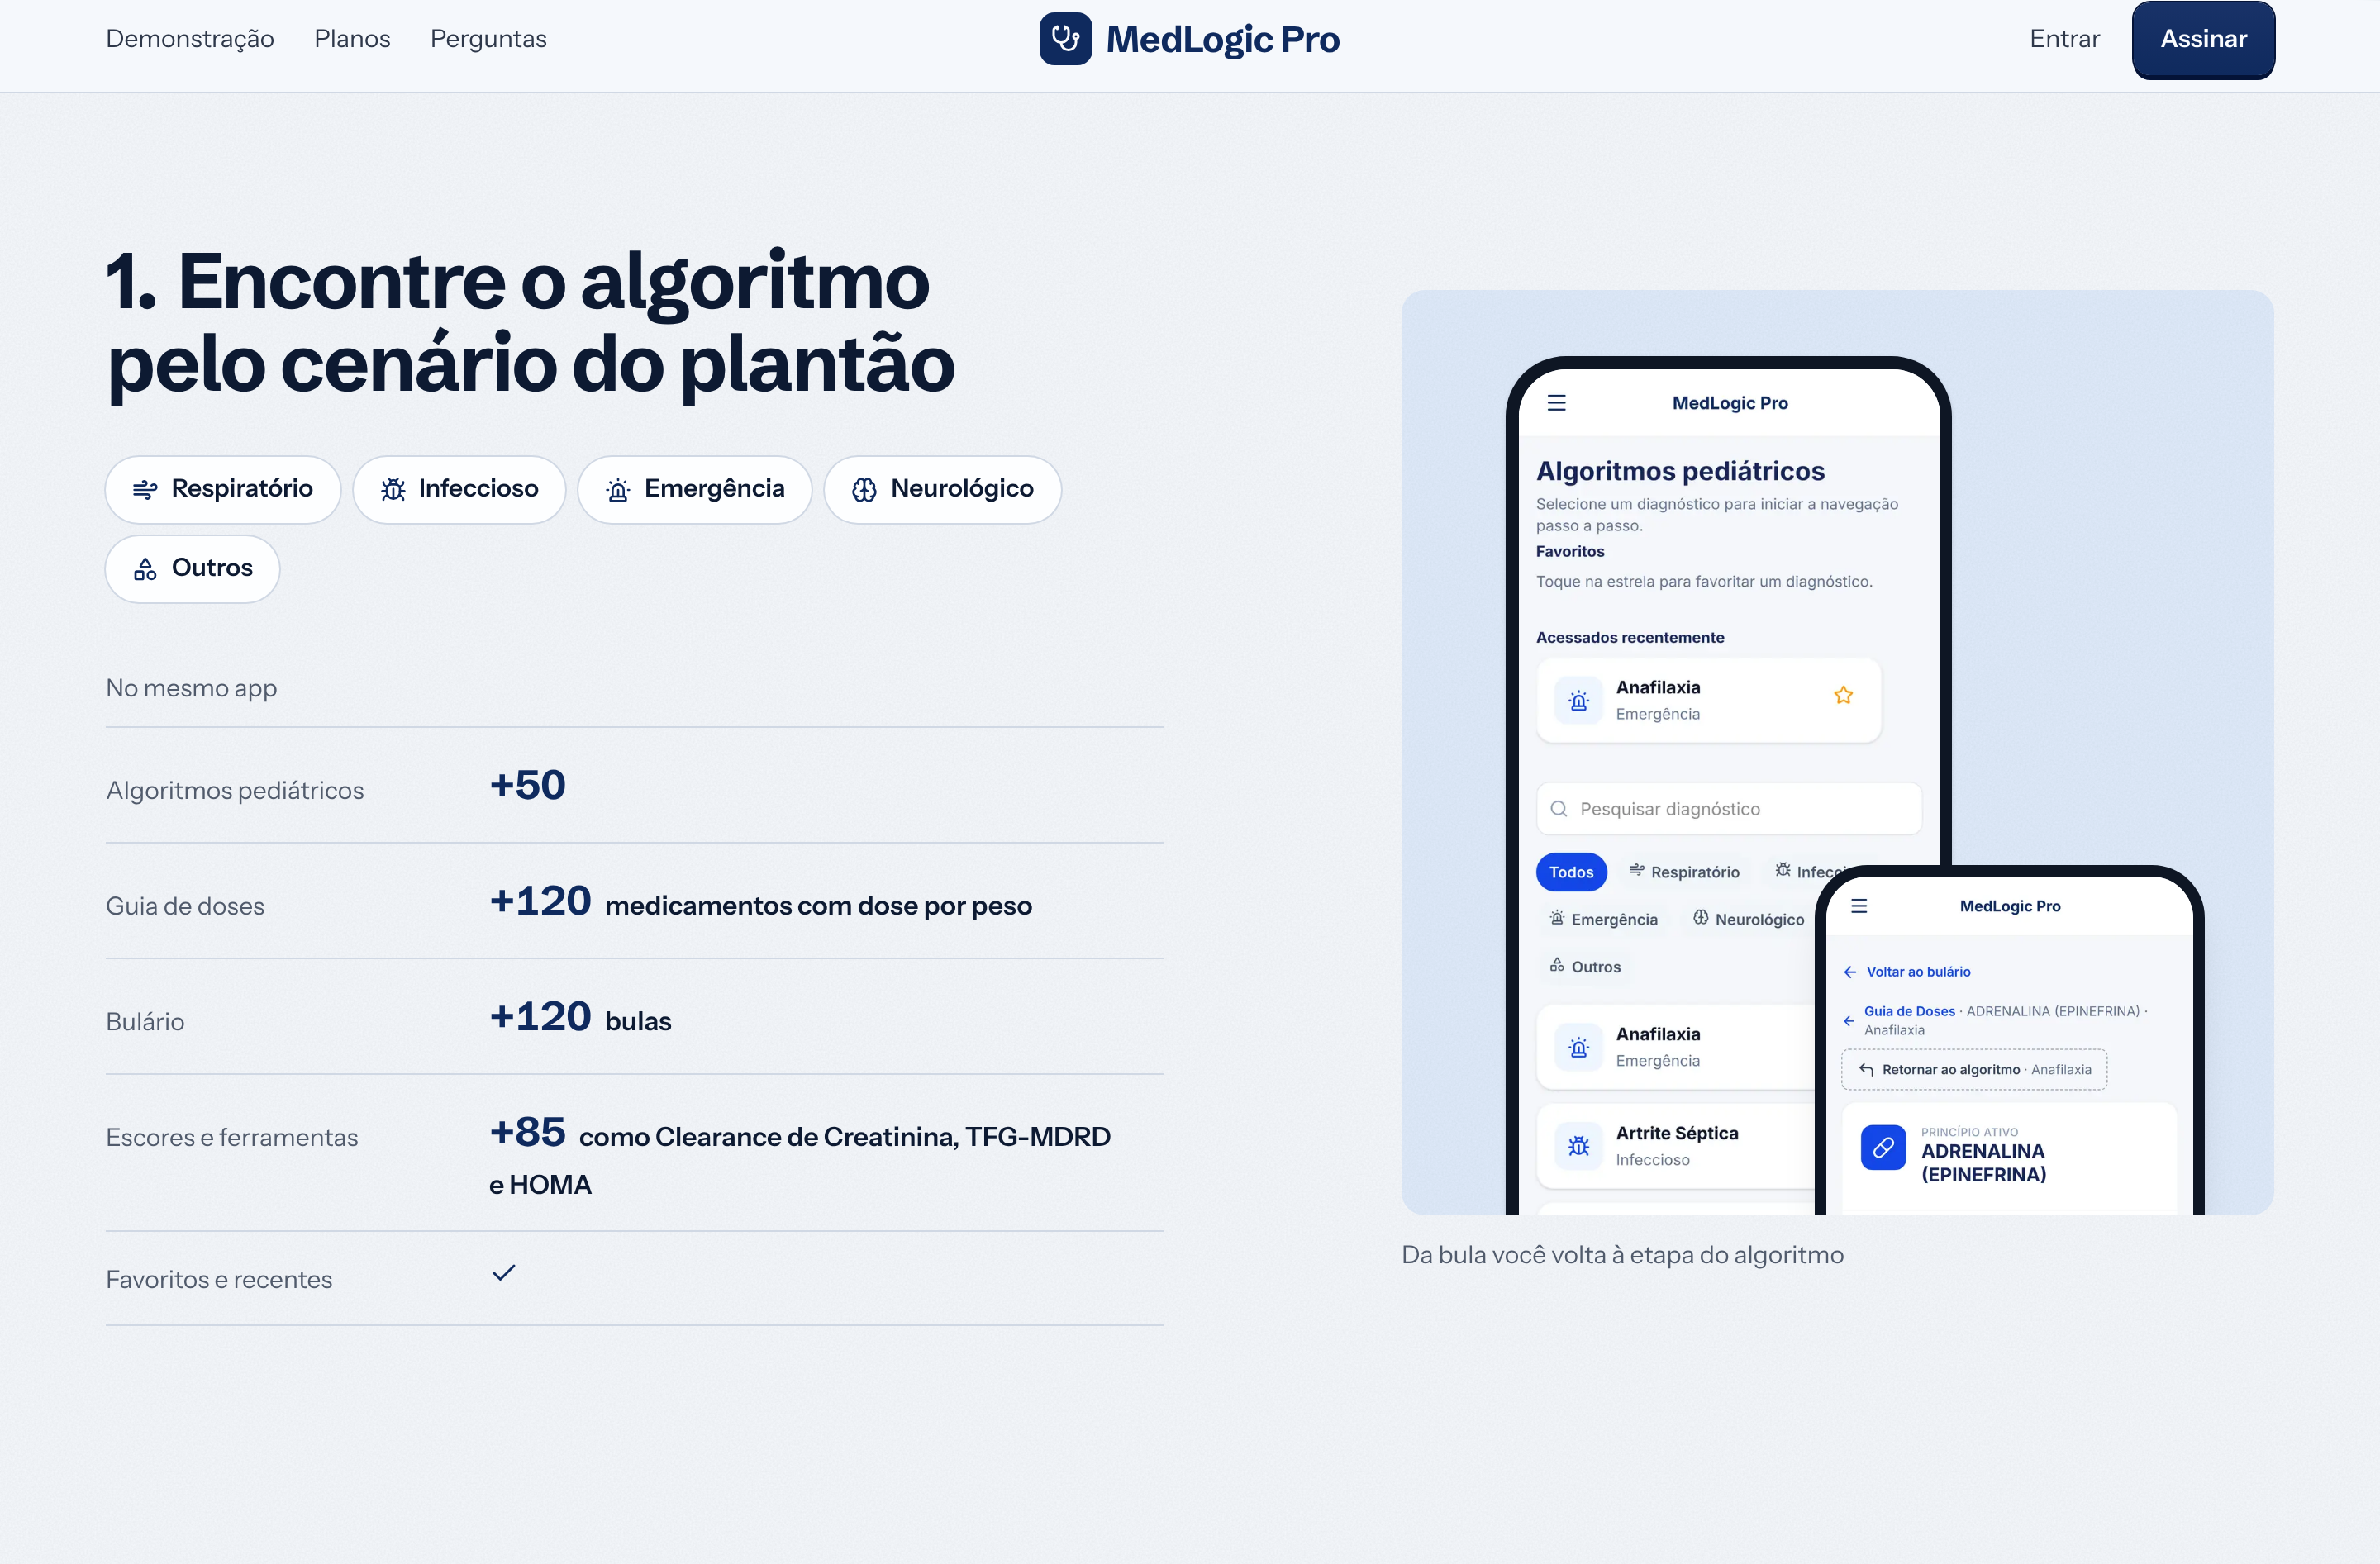 Demonstração
Planos
Perguntas
MedLogic Pro
Entrar
Assinar
1. Encontre o algoritmo
pelo cenário do plantão
Respiratório
Infeccioso
Emergência
Neurológico
Outros
No mesmo app
Algoritmos pediátricos
+50
Guia de doses
+120 medicamentos com dose por peso
Bulário
+120 bulas
Escores e ferramentas
+85 como Clearance de Creatinina, TFG-MDRD
e HOMA
Favoritos e recentes
MedLogic Pro
Algoritmos pediátricos
Selecione um diagnóstico para iniciar a navegação
passo a passo.
Favoritos
Toque na estrela para favoritar um diagnóstico.
Acessados recentemente
Anafilaxia
Emergência
Pesquisar diagnóstico
Todos
Respiratório
Infecci
Emergência
Neurológico
Outros
Anafilaxia
Emergência
Artrite Séptica
Infeccioso
MedLogic Pro
Voltar ao bulário
Guia de Doses · ADRENALINA (EPINEFRINA) ·
Anafilaxia
Retornar ao algoritmo · Anafilaxia
PRINCÍPIO ATIVO
ADRENALINA
(EPINEFRINA)
Da bula você volta à etapa do algoritmo